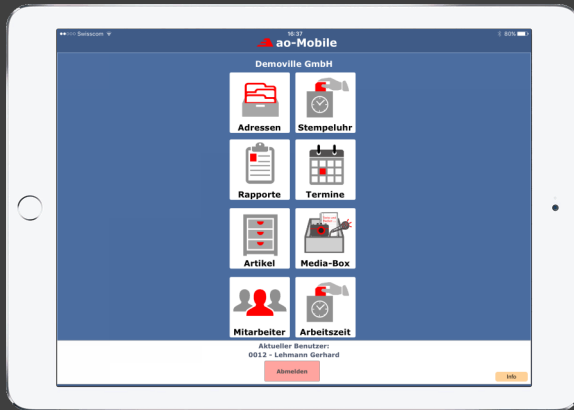 Swisscom
16:37
80%
ao-Mobile
Demoville GmbH
Adressen
Stempeluhr
Rapporte
Termine
Artikel
Media-Box
Mitarbeiter
Arbeitszeit
Aktueller Benutzer:
0012 - Lehmann Gerhard
Abmelden
Info